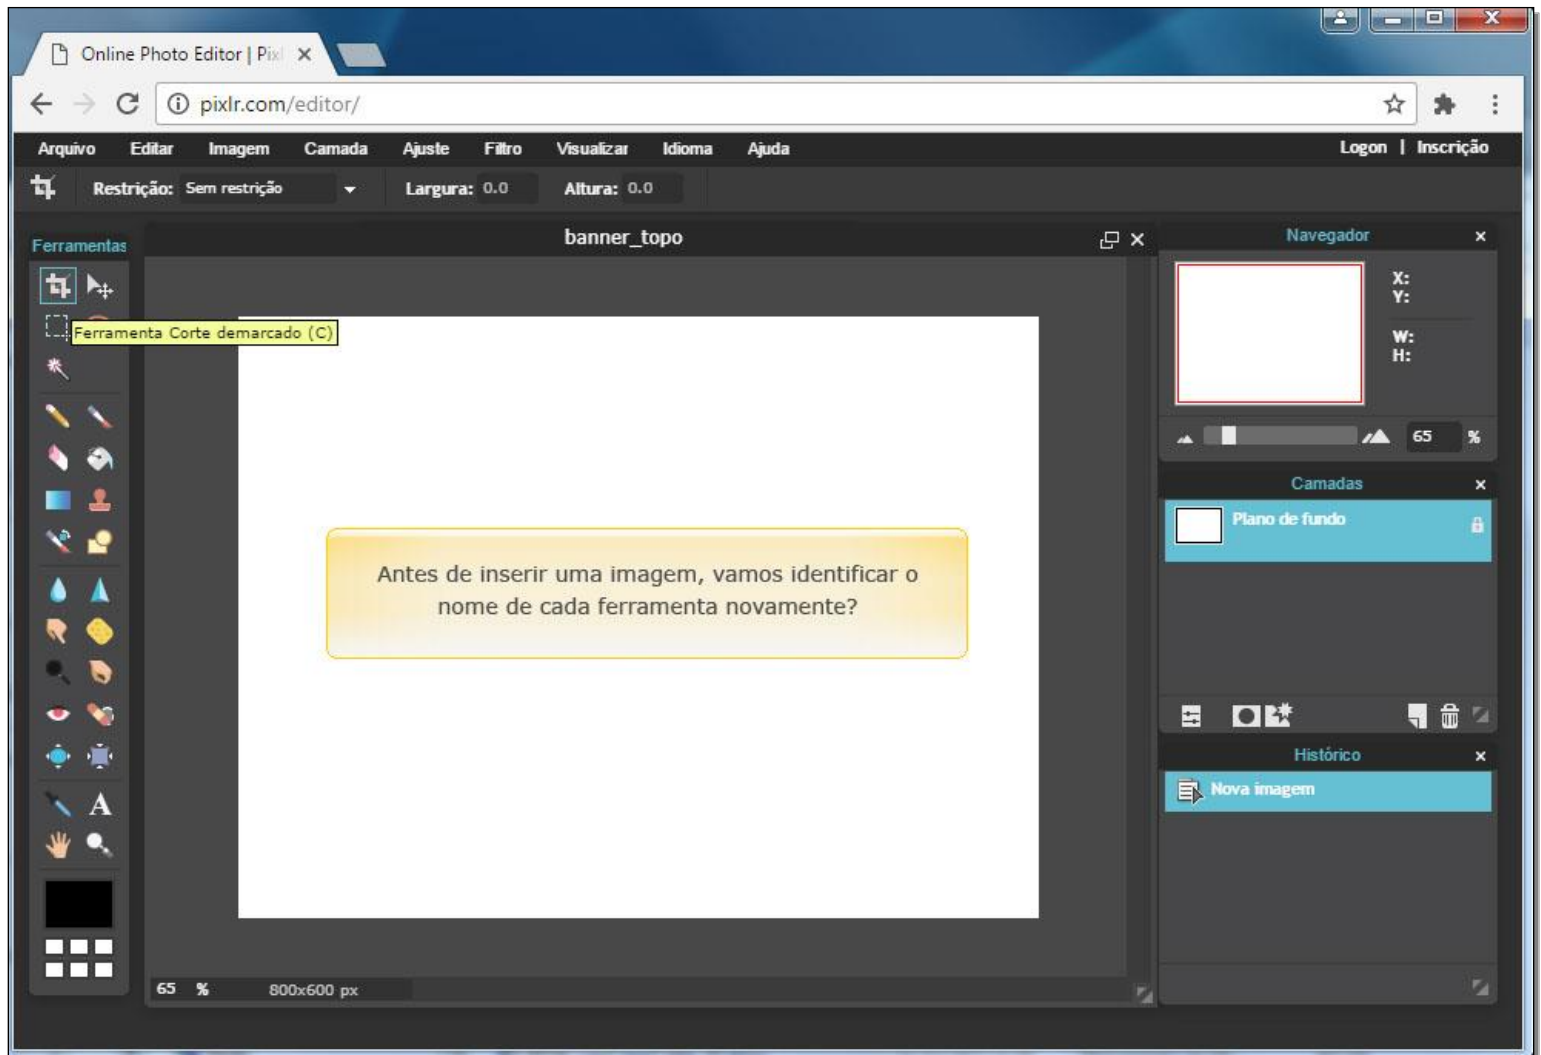 Online Photo Editor | Pixl
pixlr.com/editor/
Arquivo Editar Imagem Camada Ajuste Filtro Visualizar Idioma Ajuda Logon | Inscrição
Restrição: Sem restrição Largura: 0.0 Altura: 0.0
Ferramentas
banner_topo
Navegador
X:
Y:
W:
H:
Ferramenta Corte demarcado (C)
65 %
Camadas
Plano de fundo
Antes de inserir uma imagem, vamos identificar o
nome de cada ferramenta novamente?
Histórico
Nova imagem
A
65 % 800x600 px